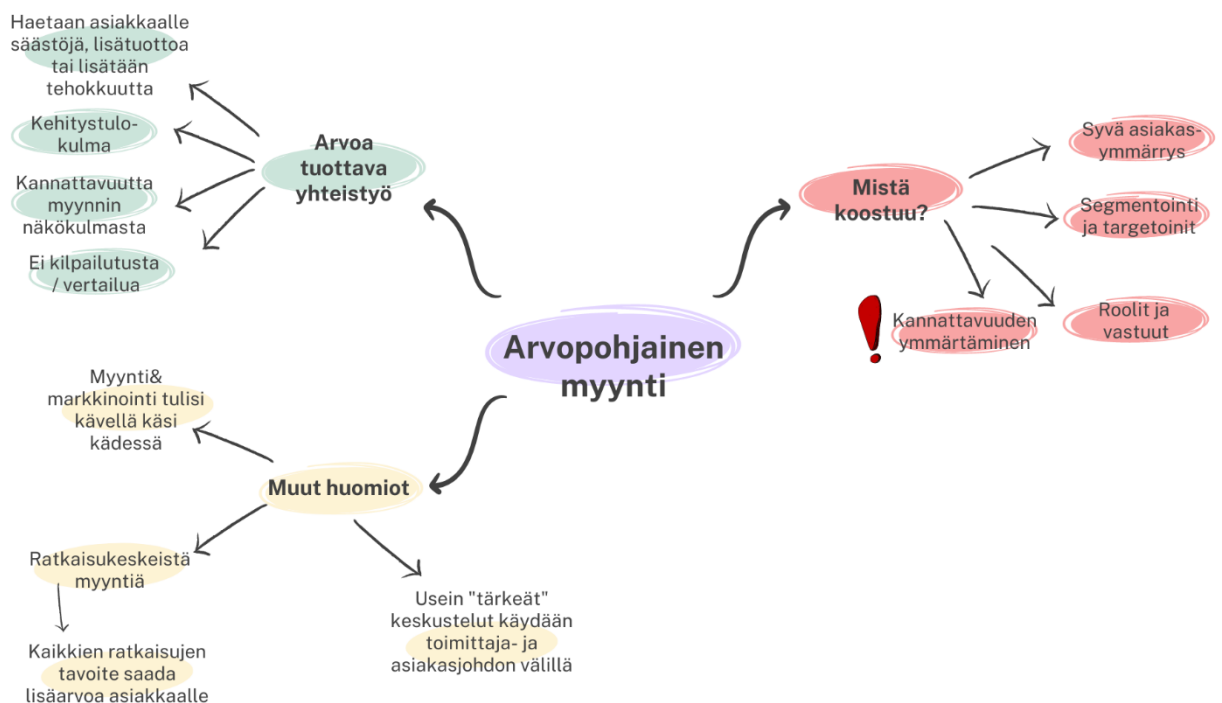 Haetaan asiakkaalle
säästöjä, lisätuottoa
tai lisätään
tehokkuutta
Kehitystulo-
kulma
Kannattavuutta
myynnin
näkökulmasta
Ei kilpailutusta
/ vertailua
Arvoa
tuottava
yhteistyö
Mistä
koostuu?
Syvä asiakas-
ymmärrys
Segmentointi
ja targetoinit
Roolit ja
vastuut
Kannattavuuden
ymmärtäminen
Arvopohjainen
myynti
Myynti&
markkinointi tulisi
kävellä käsi
kädessä
Muut huomiot
Ratkaisukeskeistä
myyntiä
Kaikkien ratkaisujen
tavoite saada
lisäarvoa asiakkaalle
Usein "tärkeät"
keskustelut käydään
toimittaja- ja
asiakasjohdon välillä